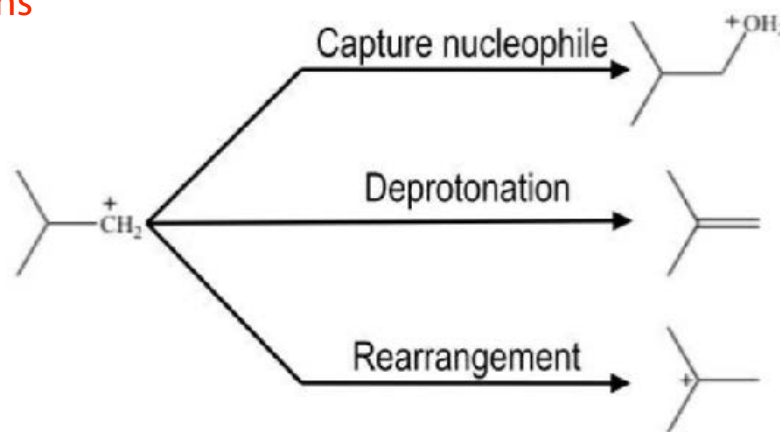 ns
Capture nucleophile
+OH
+
CH2
Deprotonation
Rearrangement
+